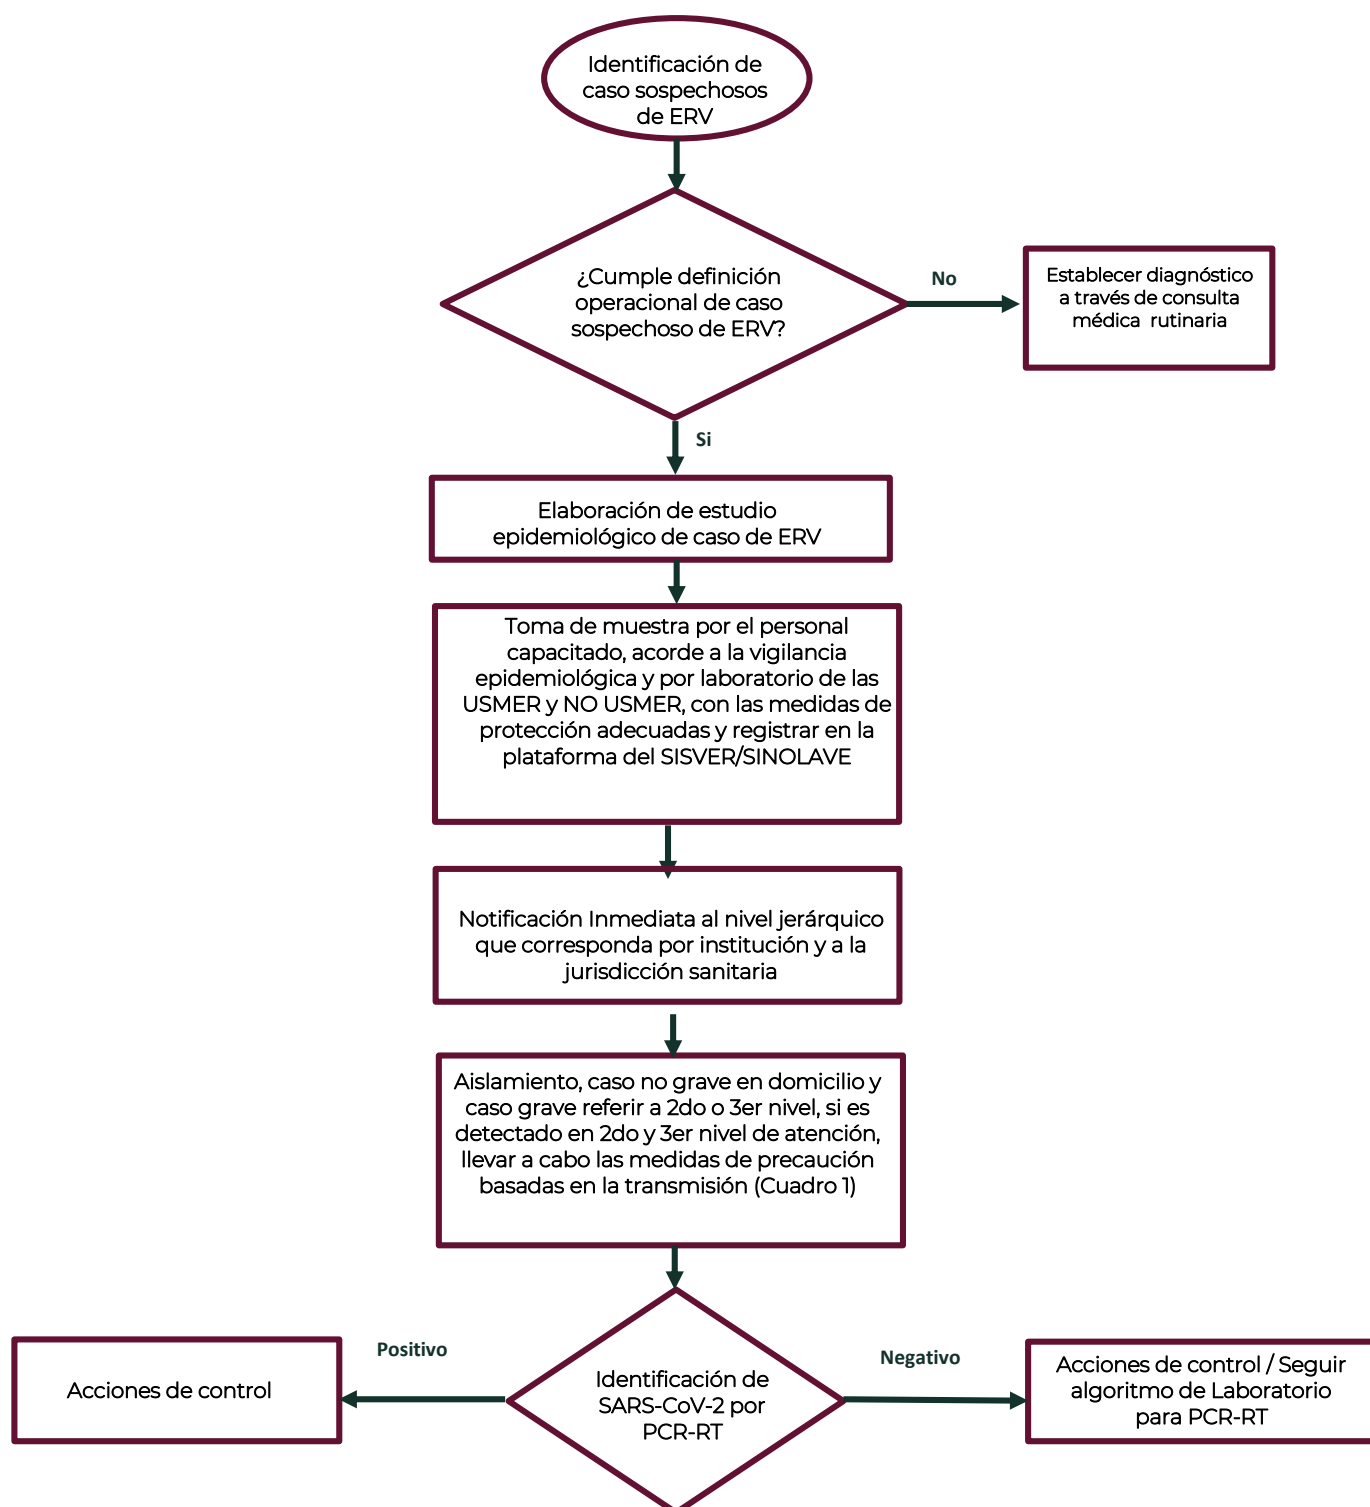 Identificación de
caso sospechosos
de ERV
¿Cumple definición
operacional de caso
sospechoso de ERV?
No
Establecer diagnóstico
a través de consulta
médica rutinaria
Si
Elaboración de estudio
epidemiológico de caso de ERV
Toma de muestra por el personal
capacitado, acorde a la vigilancia
epidemiológica y por laboratorio de las
USMER y NO USMER, con las medidas de
protección adecuadas y registrar en la
plataforma del SISVER/SINOLAVE
Notificación Inmediata al nivel jerárquico
que corresponda por institución y a la
jurisdicción sanitaria
Aislamiento, caso no grave en domicilio y
caso grave referir a 2do o 3er nivel, si es
detectado en 2do y 3er nivel de atención,
llevar a cabo las medidas de precaución
basadas en la transmisión (Cuadro 1)
Positivo
Acciones de control
Identificación de
SARS-CoV-2 por
PCR-RT
Negativo
Acciones de control / Seguir
algoritmo de Laboratorio
para PCR-RT